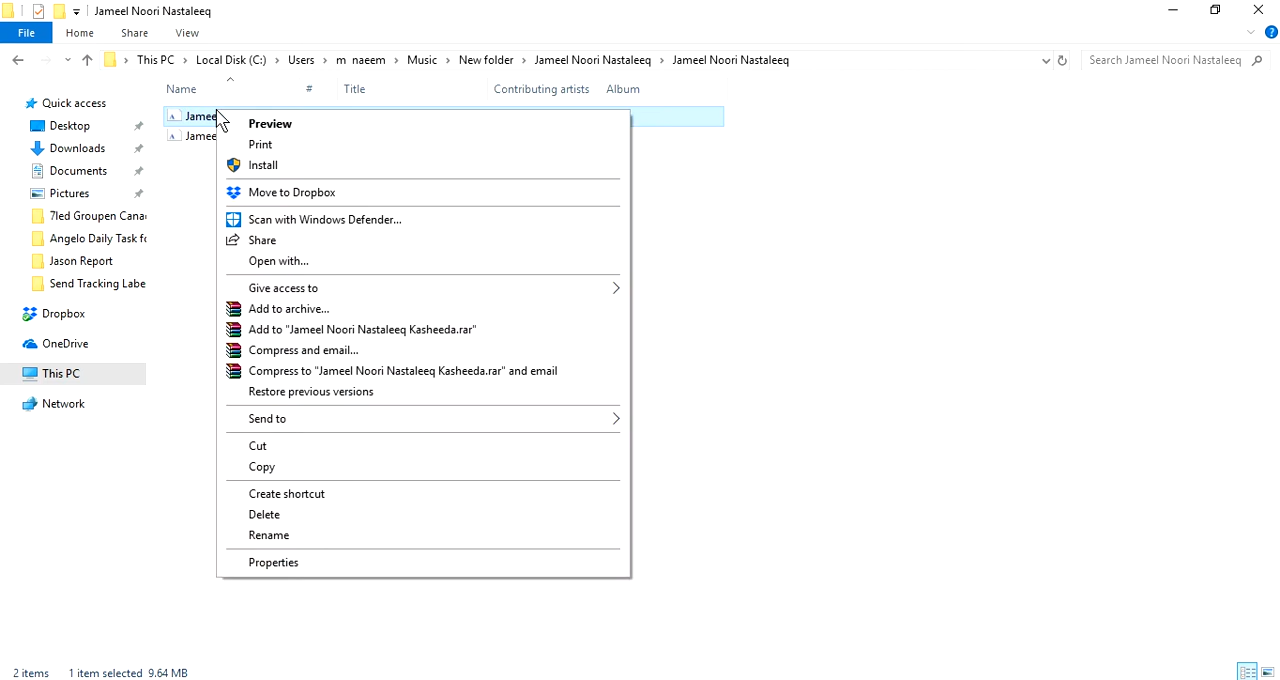 Jameel Noori Nastaleeq
File Home Share View
This PC Local Disk (C:) Users m naeem Music New folder Jameel Noori Nastaleeq Jameel Noori Nastaleeq
Search Jameel Noori Nastaleeq
Name # Title Contributing artists Album
Quick access
Desktop
Downloads
Documents
Pictures
7led Groupen Cana
Angelo Daily Task fo
Jason Report
Send Tracking Labe
Dropbox
OneDrive
This PC
Network
Jamee
Jamee
Preview
Print
Install
Move to Dropbox
Scan with Windows Defender...
Share
Open with...
Give access to
Add to archive...
Add to "Jameel Noori Nastaleeq Kasheeda.rar"
Compress and email...
Compress to "Jameel Noori Nastaleeq Kasheeda.rar" and email
Restore previous versions
Send to
Cut
Copy
Create shortcut
Delete
Rename
Properties
2 items 1 item selected 9.64 MB